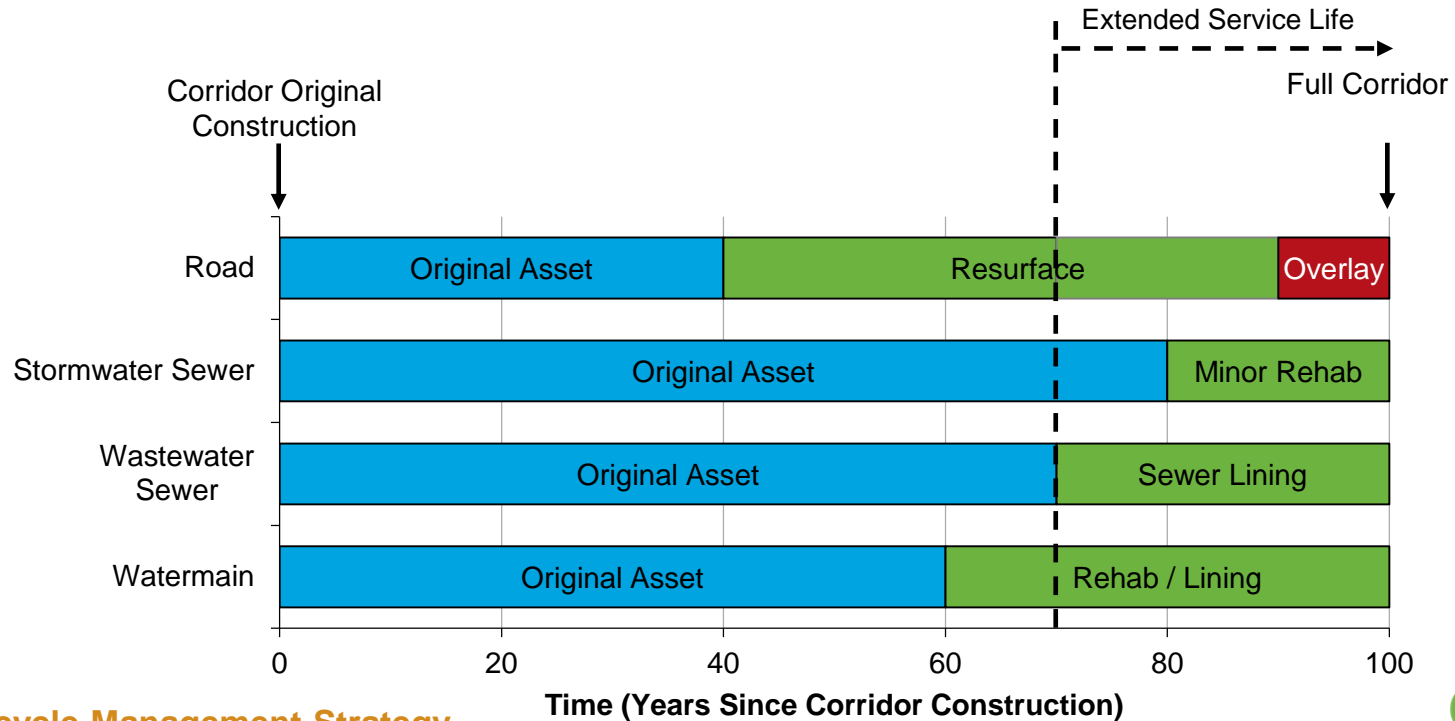 Extended Service Life
Corridor Original
Construction
Full Corridor
Road
Original Asset
Resurface
Overlay
Stormwater Sewer
Original Asset
Minor Rehab
Wastewater
Sewer
Original Asset
Sewer Lining
Watermain
Original Asset
Rehab / Lining
0 20 40 60 80 100
Time (Years Since Corridor Construction)
Management Strategy